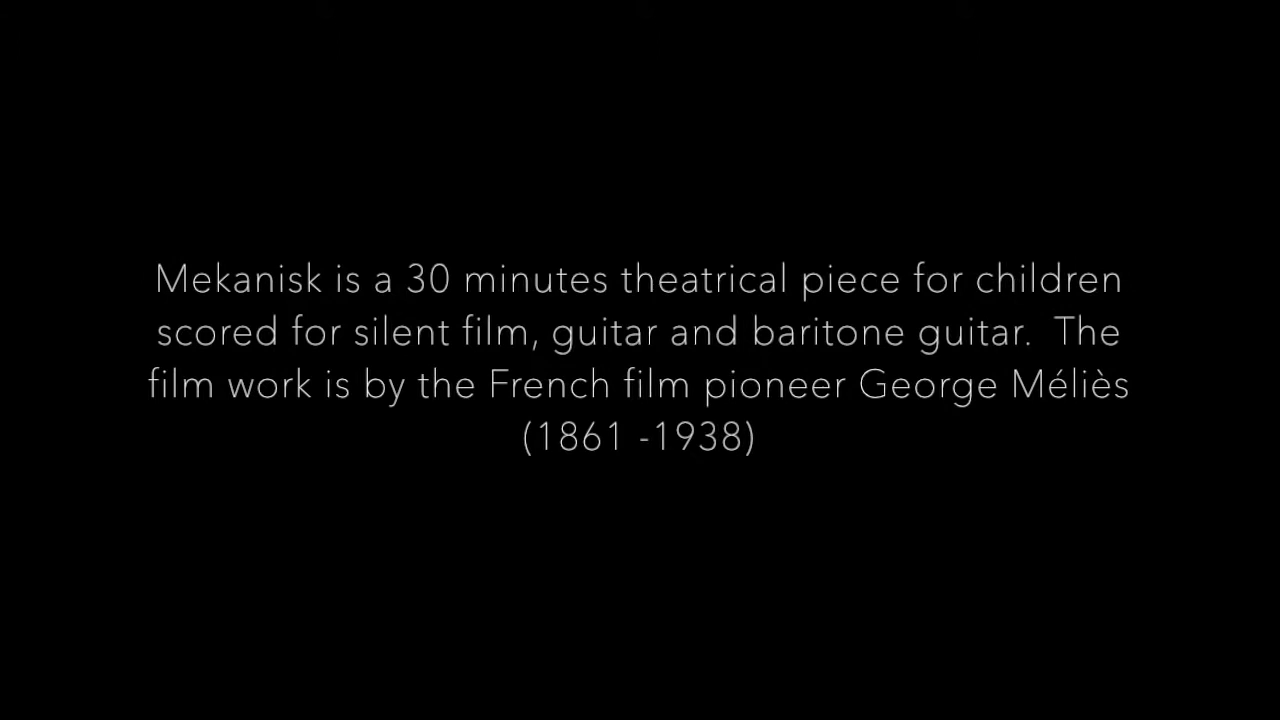 Mekanisk is a 30 minutes theatrical piece for children
scored for silent film, guitar and baritone guitar.  The
film work is by the French film pioneer George Méliès
(1861 -1938)